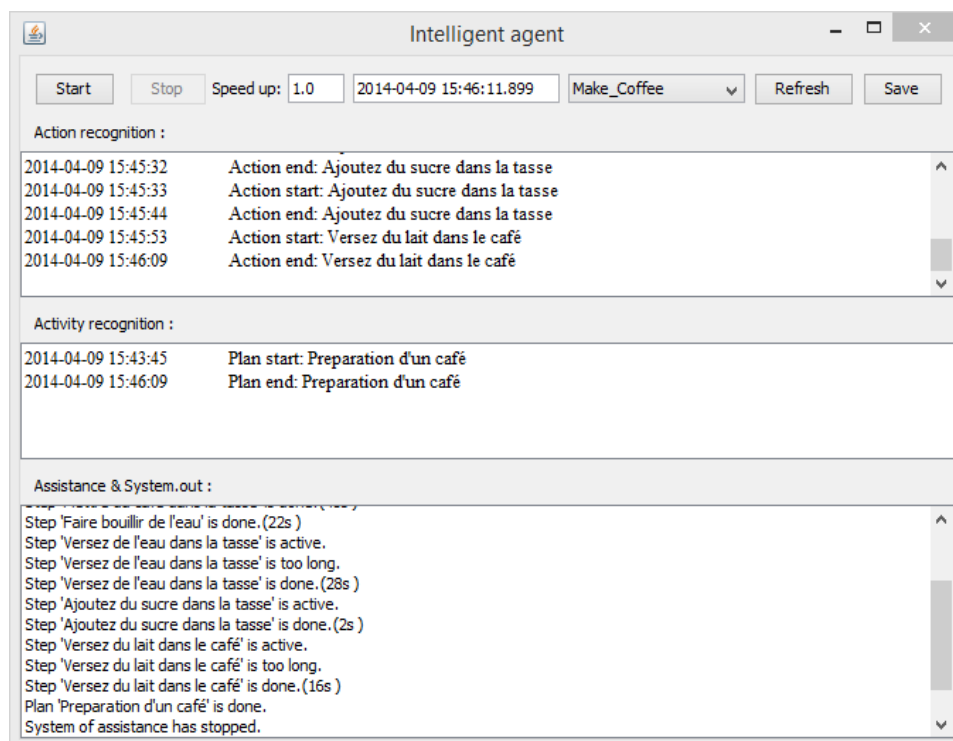 Intelligent agent
Start Stop Speed up: 1.0 2014-04-09 15:46:11.899 Make_Coffee Refresh Save
Action recognition :
2014-04-09 15:45:32 Action end: Ajoutez du sucre dans la tasse
2014-04-09 15:45:33 Action start: Ajoutez du sucre dans la tasse
2014-04-09 15:45:44 Action end: Ajoutez du sucre dans la tasse
2014-04-09 15:45:53 Action start: Versez du lait dans le café
2014-04-09 15:46:09 Action end: Versez du lait dans le café
Activity recognition :
2014-04-09 15:43:45 Plan start: Preparation d'un café
2014-04-09 15:46:09 Plan end: Preparation d'un café
Assistance & System.out :
Step 'Faire bouillir de l'eau' is done.(22s )
Step 'Versez de l'eau dans la tasse' is active.
Step 'Versez de l'eau dans la tasse' is too long.
Step 'Versez de l'eau dans la tasse' is done.(28s )
Step 'Ajoutez du sucre dans la tasse' is active.
Step 'Ajoutez du sucre dans la tasse' is done.(2s )
Step 'Versez du lait dans le café' is active.
Step 'Versez du lait dans le café' is too long.
Step 'Versez du lait dans le café' is done.(16s )
Plan 'Preparation d'un café' is done.
System of assistance has stopped.